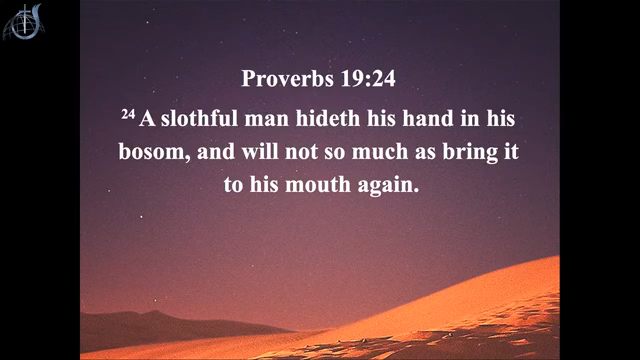 Proverbs 19:24
24 A slothful man hideth his hand in his
bosom, and will not so much as bring it
to his mouth again.